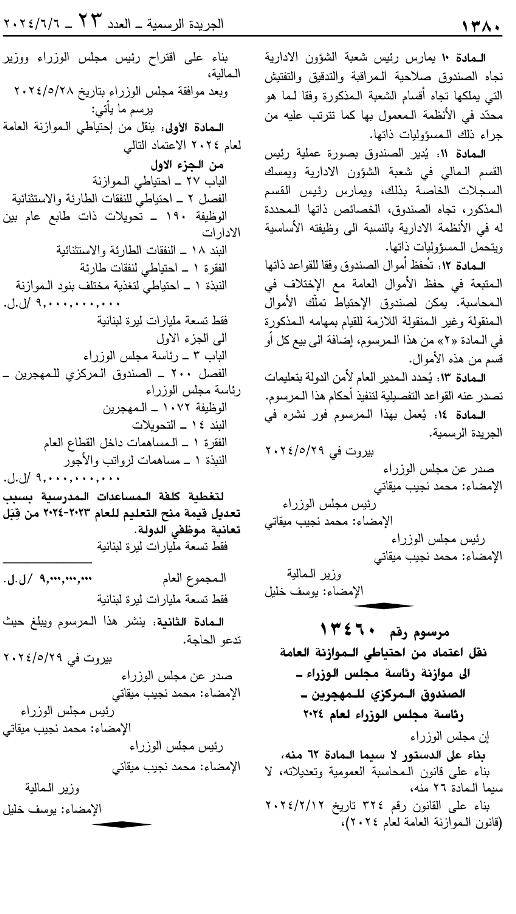 ١٣٨٠
الجريدة الرسمية ــ العدد ٢٣ ــ ٢٠٢٤/٦/٦
المادة ١٠ يمارس رئيس شعبة الشؤون الادارية
تجاه الصندوق صلاحية المراقبة والتدقيق والتفتيش
التي يملكها تجاه أقسام الشعبة المذكورة وفقا لما هو
محدّد في الأنظمة المعمول بها كما تترتب عليه من
جراء ذلك المسؤوليات ذاتها.
المادة ١١: يُدير الصندوق بصورة عملية رئيس
القسم المالي في شعبة الشؤون الادارية ويمسك
السجلات الخاصة بذلك، ويمارس رئيس القسم
المذكور، تجاه الصندوق، الخصائص ذاتها المحددة
له في الأنظمة الادارية بالنسبة الى وظيفته الأساسية
ويتحمل المسؤوليات ذاتها.
المادة ١٢: تُحفظ أموال الصندوق وفقا للقواعد ذاتها
المتبعة في حفظ الأموال العامة مع الإختلاف في
المحاسبة. يمكن لصندوق الإحتياط تملّك الأموال
المنقولة وغير المنقولة اللازمة للقيام بمهامه المذكورة
في المادة «٢» من هذا المرسوم، إضافة الى بيع كل أو
قسم من هذه الأموال.
المادة ١٣: يُحدد المدير العام لأمن الدولة بتعليمات
تصدر عنه القواعد التفصيلية لتنفيذ أحكام هذا المرسوم.
المادة ١٤: يُعمل بهذا المرسوم فور نشره في
الجريدة الرسمية.
بيروت في ٢٠٢٤/٥/٢٩
صدر عن مجلس الوزراء
الإمضاء: محمد نجيب ميقاتي
رئيس مجلس الوزراء
الإمضاء: محمد نجيب ميقاتي
رئيس مجلس الوزراء
الإمضاء: محمد نجيب ميقاتي
وزير المالية
الإمضاء: يوسف خليل
مرسوم رقم ١٣٤٦٠
نقل اعتماد من احتياطي الموازنة العامة
الى موازنة رئاسة مجلس الوزراء ــ
الصندوق المركزي للمهجرين ــ
رئاسة مجلس الوزراء لعام ٢٠٢٤
إن مجلس الوزراء
بناء على الدستور لا سيما المادة ٦٢ منه،
بناء على قانون المحاسبة العمومية وتعديلاته، لا
سيما المادة ٢٦ منه،
بناء على القانون رقم ٣٢٤ تاريخ ٢٠٢٤/٢/١٢
(قانون الموازنة العامة لعام ٢٠٢٤)،
بناء على اقتراح رئيس مجلس الوزراء ووزير
المالية،
وبعد موافقة مجلس الوزراء بتاريخ ٢٠٢٤/٥/٢٨
يرسم ما يأتي:
المادة الأولى: ينقل من إحتياطي الموازنة العامة
لعام ٢٠٢٤ الاعتماد التالي
من الجزء الاول
الباب ٢٧ ــ احتياطي الموازنة
الفصل ٢ ــ احتياطي للنفقات الطارئة والاستثنائية
الوظيفة ١٩٠ ــ تحويلات ذات طابع عام بين
الادارات
البند ١٨ ــ النفقات الطارئة والاستثنائية
الفقرة ١ ــ احتياطي لنفقات طارئة
النبذة ١ ــ احتياطي لتغذية مختلف بنود الموازنة
٩,٠٠٠,٠٠٠,٠٠٠ /ل.ل.
فقط تسعة مليارات ليرة لبنانية
الى الجزء الاول
الباب ٣ ــ رئاسة مجلس الوزراء
الفصل ٢٠٠ ــ الصندوق المركزي للمهجرين ــ
رئاسة مجلس الوزراء
الوظيفة ١٠٧٢ ــ المهجرين
البند ١٤ ــ التحويلات
الفقرة ١ ــ المساهمات داخل القطاع العام
النبذة ١ ــ مساهمات لرواتب والأجور
٩,٠٠٠,٠٠٠,٠٠٠ /ل.ل.
لتغطية كلفة المساعدات المدرسية بسبب
تعديل قيمة منح التعليم للعام ٢٠٢٣-٢٠٢٤ من قِبَل
تعاونية موظفي الدولة.
فقط تسعة مليارات ليرة لبنانية
المجموع العام ٩,٠٠٠,٠٠٠,٠٠٠ /ل.ل.
فقط تسعة مليارات ليرة لبنانية
المادة الثانية: ينشر هذا المرسوم ويبلغ حيث
تدعو الحاجة.
بيروت في ٢٠٢٤/٥/٢٩
صدر عن مجلس الوزراء
الإمضاء: محمد نجيب ميقاتي
رئيس مجلس الوزراء
الإمضاء: محمد نجيب ميقاتي
رئيس مجلس الوزراء
الإمضاء: محمد نجيب ميقاتي
وزير المالية
الإمضاء: يوسف خليل